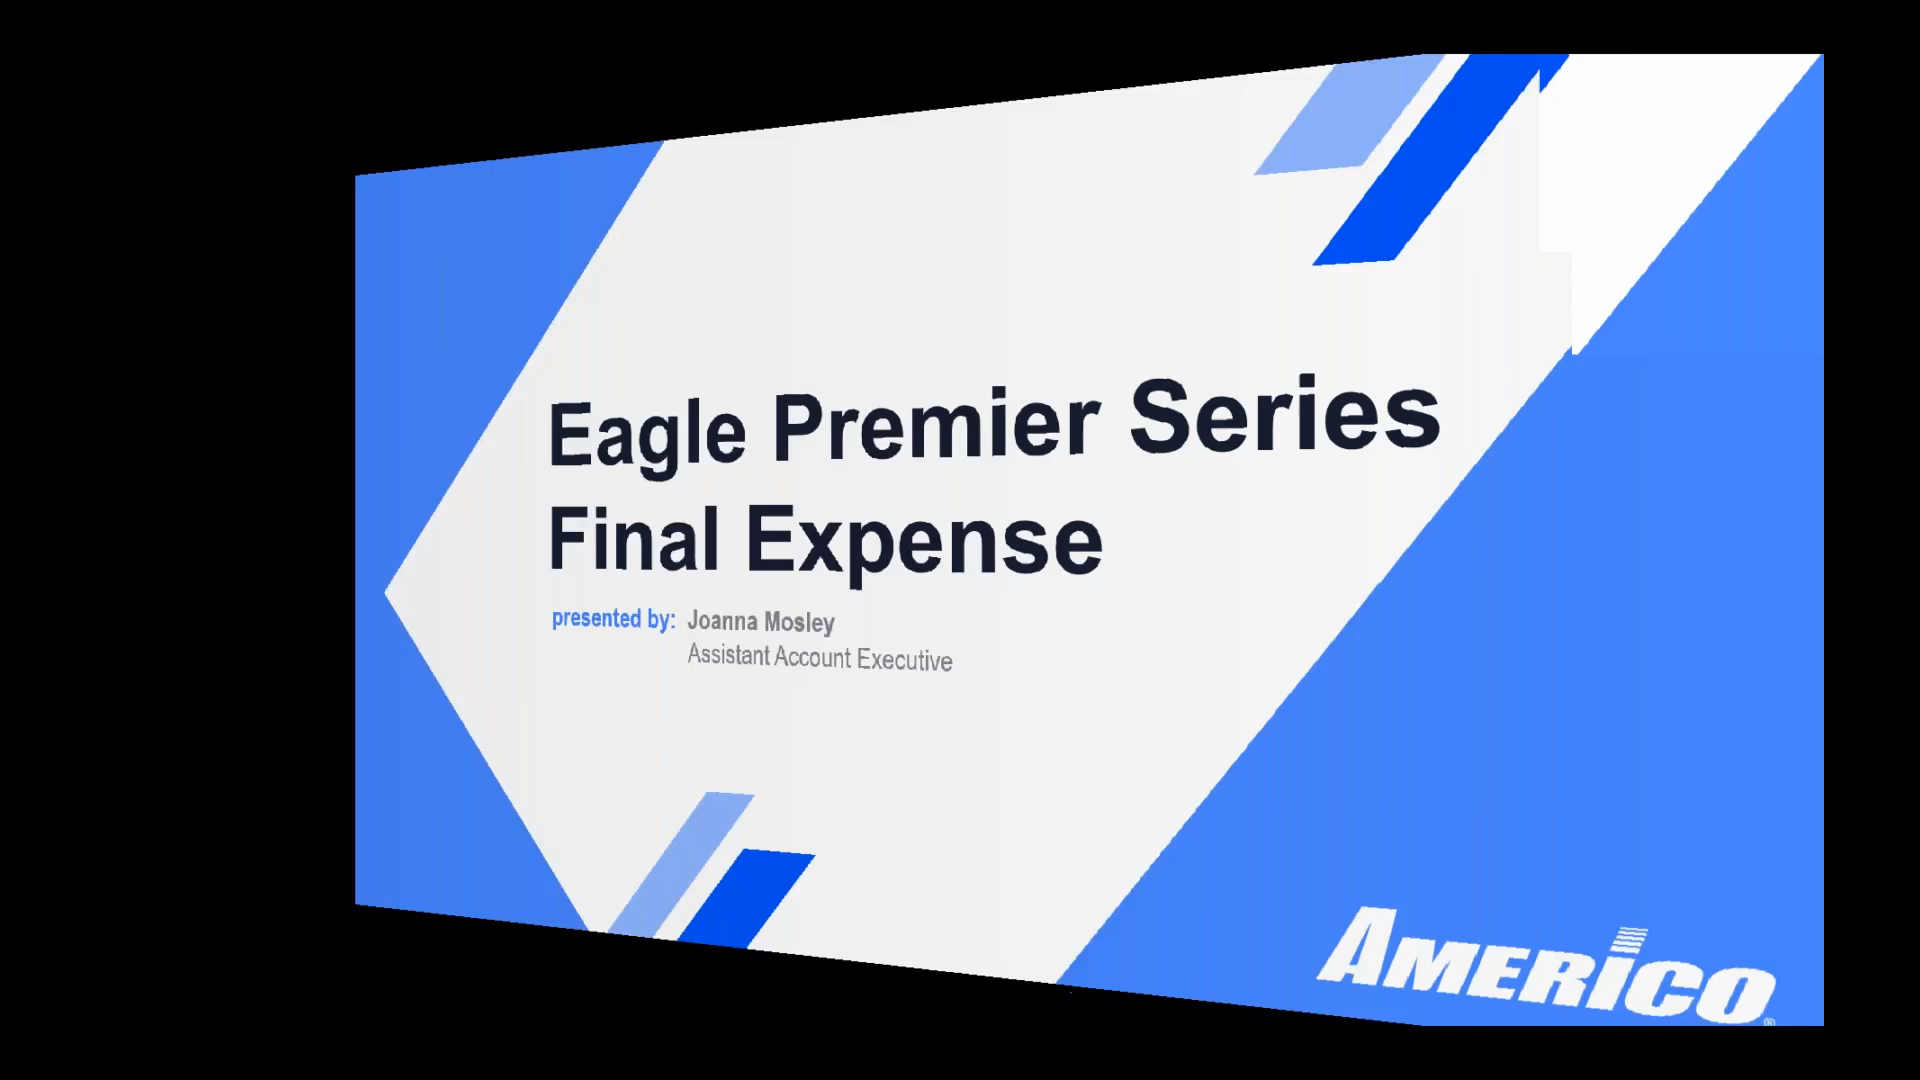 Eagle Premier Series
Final Expense
presented by: Joanna Mosley
Assistant Account Executive
AMERICO®